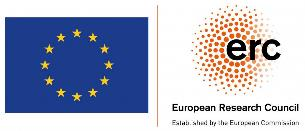 erc
European Research Council
Established by the European Commission